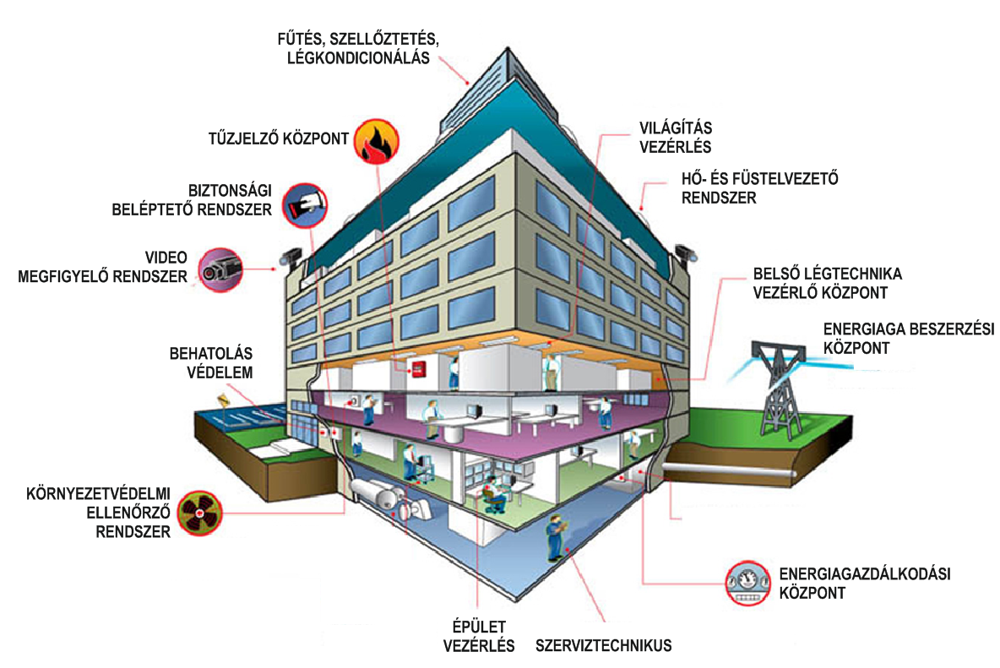 FŰTÉS, SZELLŐZTETÉS,
LÉGKONDICIONÁLÁS
TŰZJELZŐ KÖZPONT
VILÁGÍTÁS
VEZÉRLÉS
BIZTONSÁGI
BELÉPTETŐ RENDSZER
HŐ- ÉS FÜSTELVEZETŐ
RENDSZER
VIDEO
MEGFIGYELŐ RENDSZER
BELSŐ LÉGTECHNIKA
VEZÉRLŐ KÖZPONT
ENERGIAGA BESZERZÉSI
KÖZPONT
BEHATOLÁS
VÉDELEM
KÖRNYEZETVÉDELMI
ELLENŐRZŐ
RENDSZER
ENERGIAGAZDÁLKODÁSI
KÖZPONT
ÉPÜLET
VEZÉRLÉS
SZERVIZTECHNIKUS